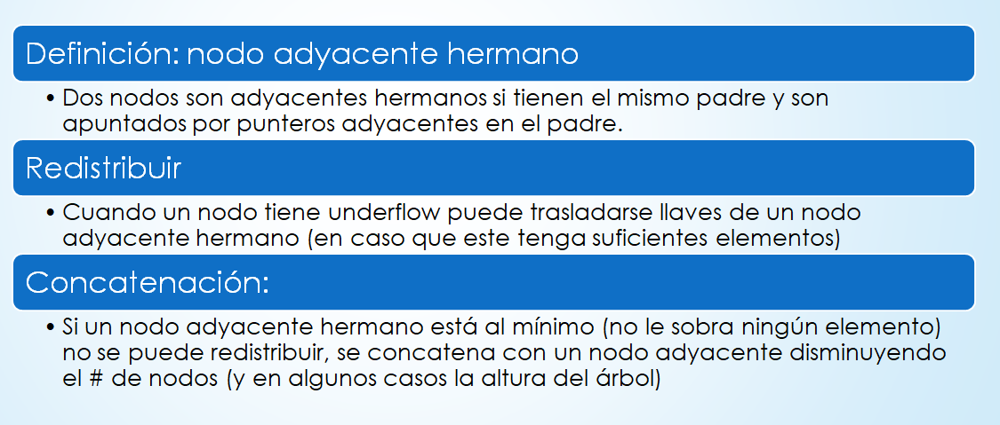 Definición: nodo adyacente hermano
• Dos nodos son adyacentes hermanos si tienen el mismo padre y son
apuntados por punteros adyacentes en el padre.
Redistribuir
• Cuando un nodo tiene underflow puede trasladarse llaves de un nodo
adyacente hermano (en caso que este tenga suficientes elementos)
Concatenación:
• Si un nodo adyacente hermano está al mínimo (no le sobra ningún elemento)
no se puede redistribuir, se concatena con un nodo adyacente disminuyendo
el # de nodos (y en algunos casos la altura del árbol)